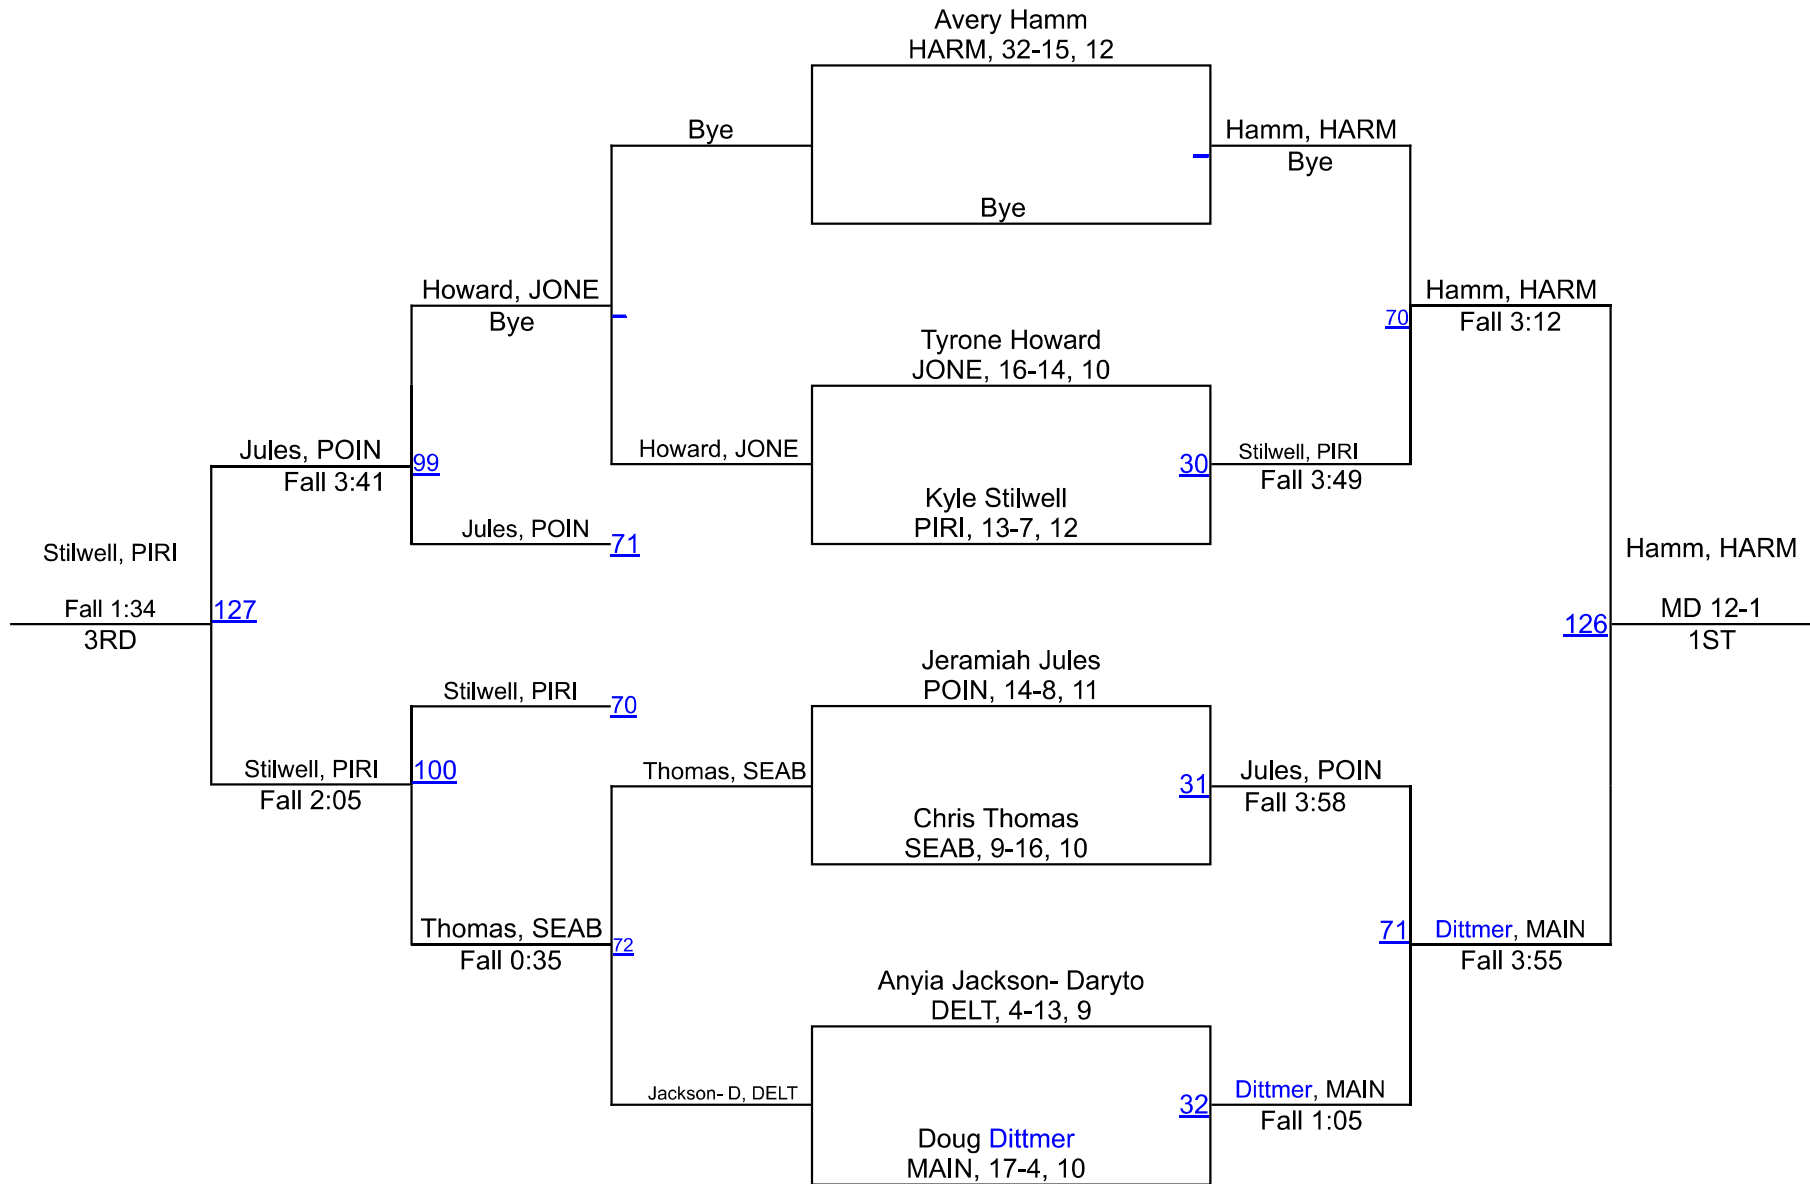 Avery Hamm
HARM, 32-15, 12
Bye
Hamm, HARM
Bye
Bye
Howard, JONE
Bye
Hamm, HARM
70
Fall 3:12
Tyrone Howard
JONE, 16-14, 10
Jules, POIN
Fall 3:41
99
Howard, JONE
30
Stilwell, PIRI
Fall 3:49
Kyle Stilwell
PIRI, 13-7, 12
Jules, POIN
71
Stilwell, PIRI
Fall 1:34
3RD
127
Hamm, HARM
126
MD 12-1
1ST
Jeramiah Jules
POIN, 14-8, 11
Stilwell, PIRI
70
Stilwell, PIRI
Fall 2:05
100
Thomas, SEAB
31
Jules, POIN
Fall 3:58
Chris Thomas
SEAB, 9-16, 10
Thomas, SEAB
Fall 0:35
72
71
Dittmer, MAIN
Fall 3:55
Anyia Jackson- Daryto
DELT, 4-13, 9
Jackson- D, DELT
32
Dittmer, MAIN
Fall 1:05
Doug Dittmer
MAIN, 17-4, 10